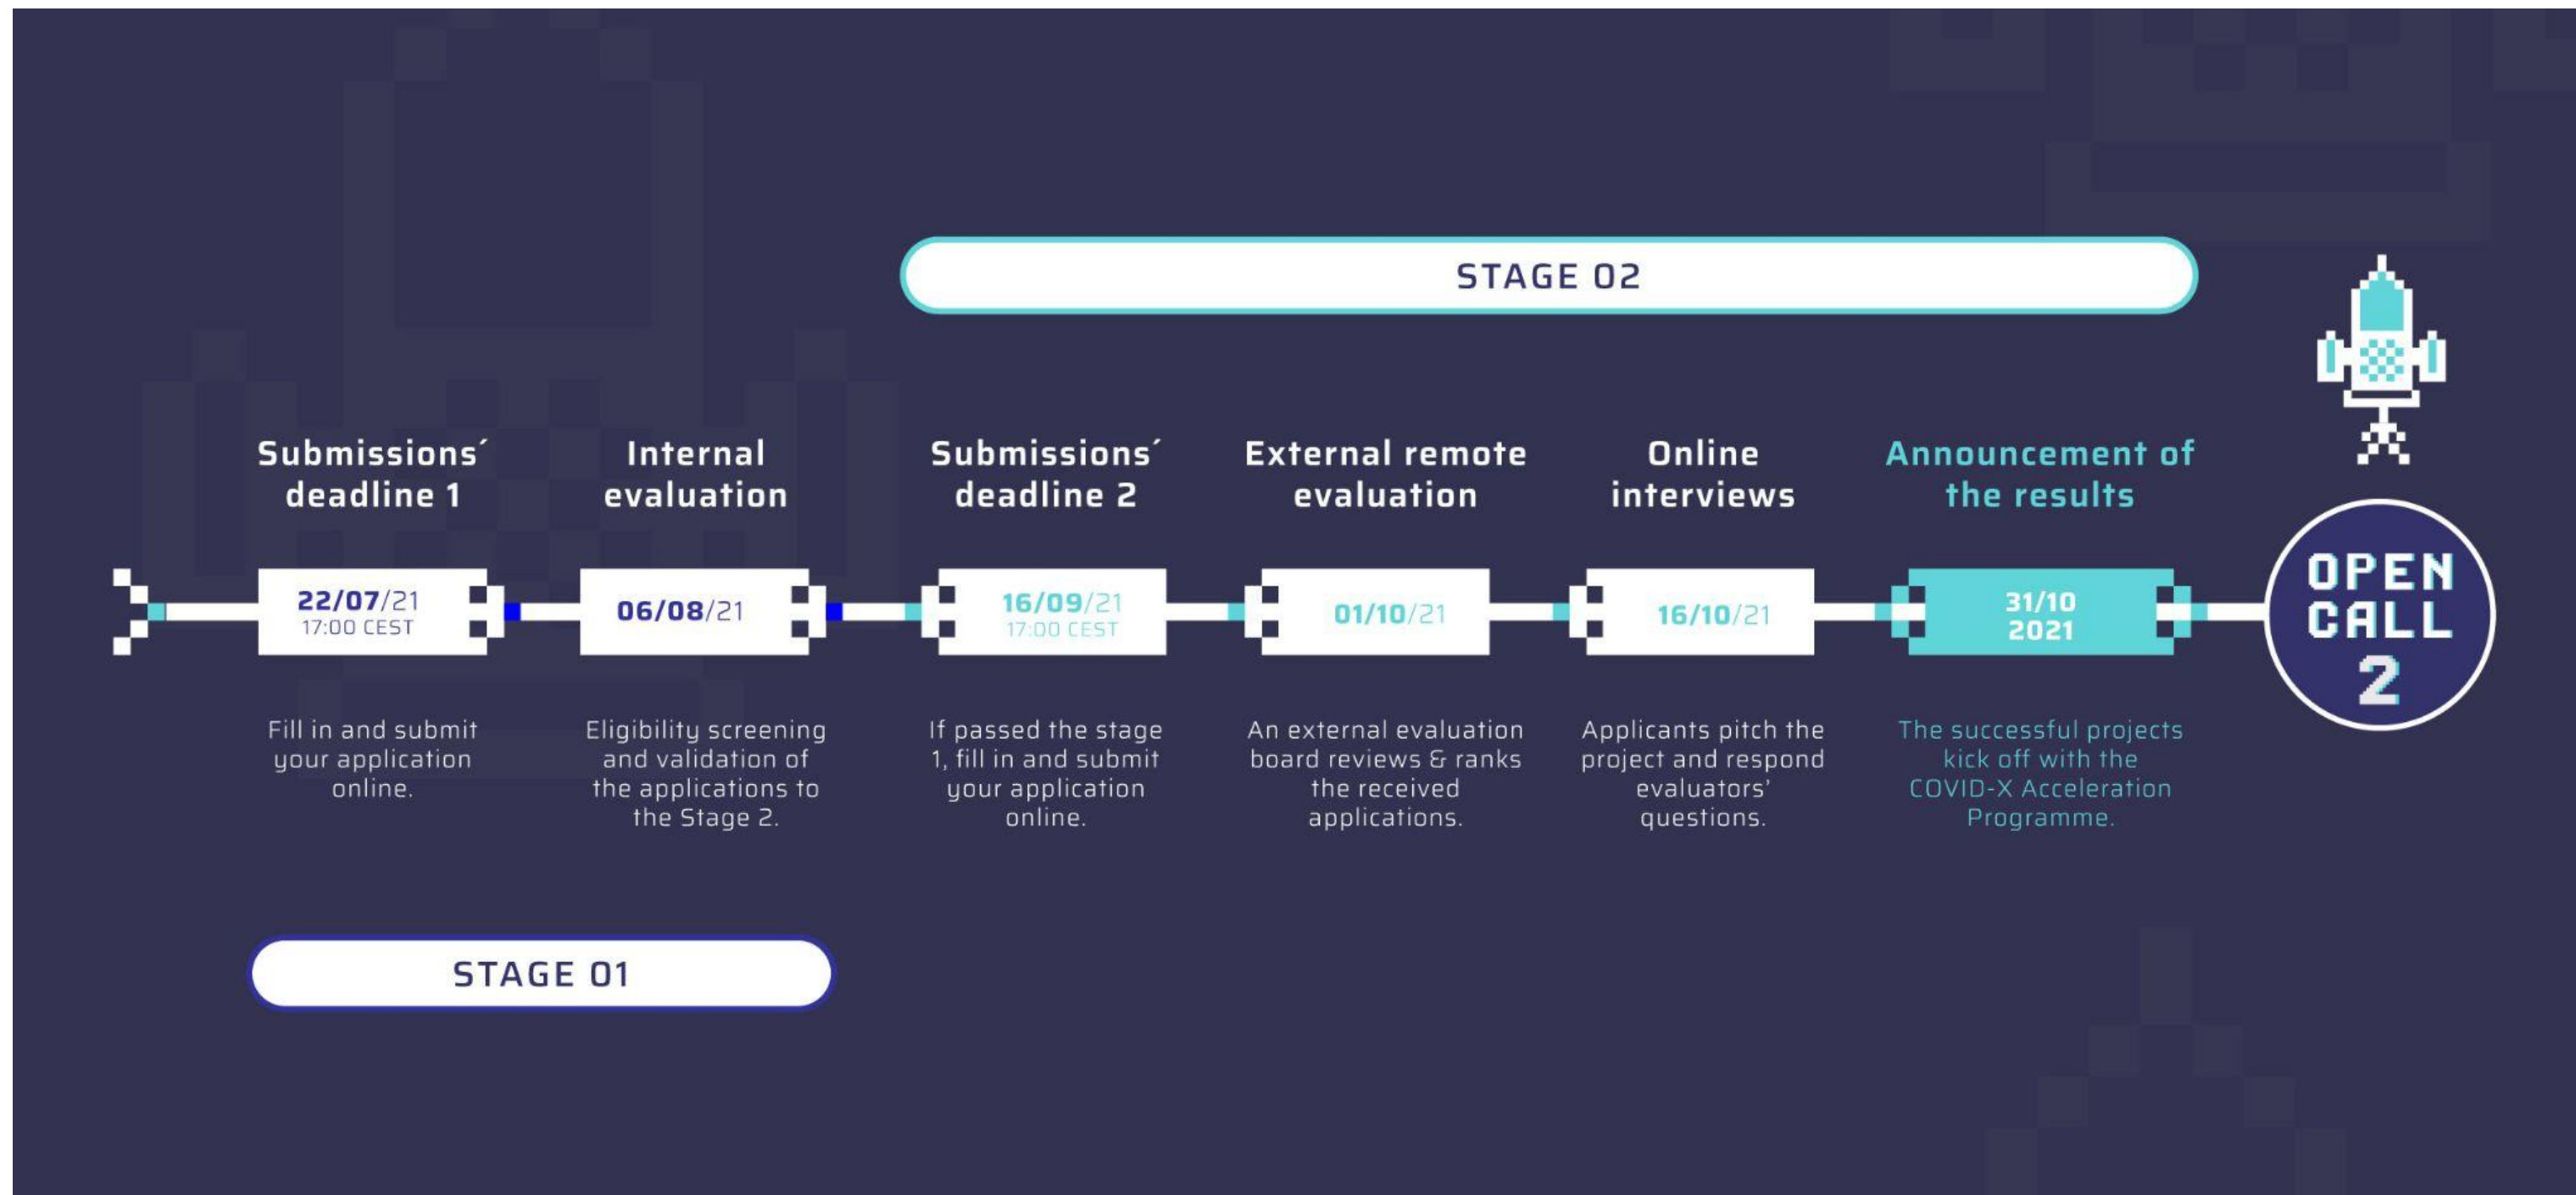 STAGE 02
Submissions´
deadline 1
22/07/21
17:00 CEST
Fill in and submit
your application
online.
Internal
evaluation
06/08/21
Eligibility screening
and validation of
the applications to
the Stage 2.
Submissions´
deadline 2
16/09/21
17:00 CEST
If passed the stage
1, fill in and submit
your application
online.
External remote
evaluation
01/10/21
An external evaluation
board reviews & ranks
the received
applications.
Online
interviews
16/10/21
Applicants pitch the
project and respond
evaluators’
questions.
Announcement of
the results
31/10
2021
The successful projects
kick off with the
COVID-X Acceleration
Programme.
OPEN
CALL
2
STAGE 01